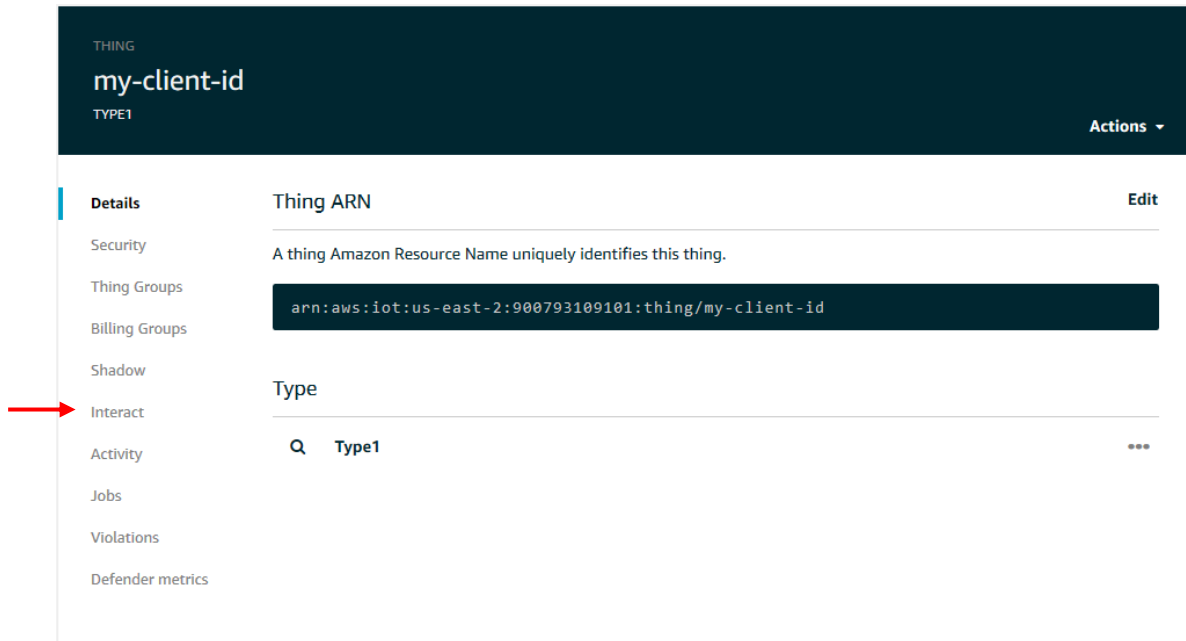 THING
my-client-id
TYPE1
Actions
Details
Security
Thing Groups
Billing Groups
Shadow
Interact
Activity
Jobs
Violations
Defender metrics
Thing ARN
Edit
A thing Amazon Resource Name uniquely identifies this thing.
arn:aws:iot:us-east-2:900793109101:thing/my-client-id
Type
Type1